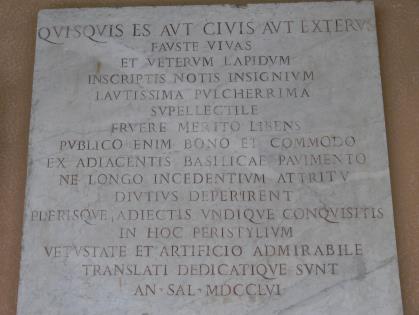 QVISQVIS ES AVT CIVIS AVT EXTERVS
FAVSTE VIVAS
ET VETERVM LAPIDVM
INSCRIPTIS NOTIS INSIGNIVM
LAVTISSIMA PVLCHERRIMA
SVPELLECTILE
FRVERE MERITO LIBENS
PVBLICO ENIM BONO ET COMMODO
EX ADIACENTIS BASILICAE PAVIMENTO
NE LONGO INCEDENTIVM ATTRITV
DIVTIVS DEPERIRENT
PLERISQVE, ADIECTIS VNDIQVE CONQVISITIS
IN HOC PERISTYLIVM
VETVSTATE ET ARTIFICIO ADMIRABILE
TRANSLATI DEDICATIQVE SVNT
AN · SAL · MDCCLVI